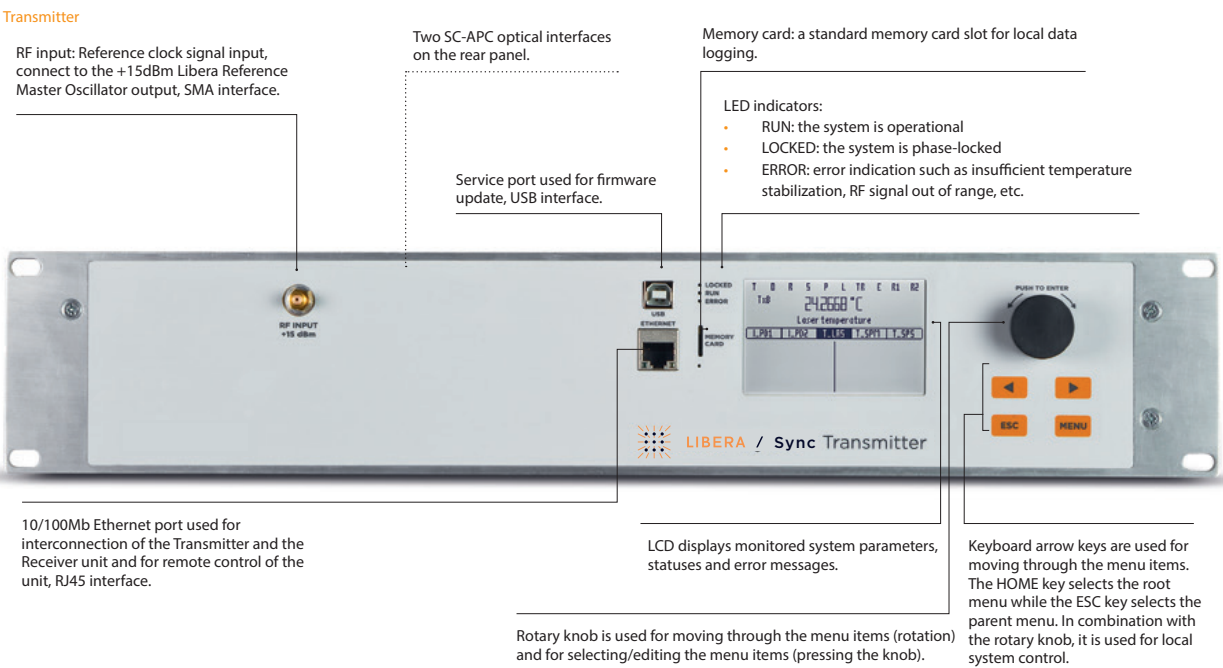 Transmitter
RF input: Reference clock signal input,
connect to the +15dBm Libera Reference
Master Oscillator output, SMA interface.
Two SC-APC optical interfaces
on the rear panel.
Memory card: a standard memory card slot for local data
logging.
LED indicators:
• RUN: the system is operational
• LOCKED: the system is phase-locked
• ERROR: error indication such as insufficient temperature
stabilization, RF signal out of range, etc.
Service port used for firmware
update, USB interface.
RF INPUT
+15 dBm
USB
ETHERNET
LOCKED
RUN
ERROR
MEMORY
CARD
T O R S P L TR E R1 R2
24.2668 °C
Laser temperature
L.PD1 L.PD2 T.LAS T.SPM T.SPS
PUSH TO ENTER
ESC
MENU
LIBERA / Sync Transmitter
10/100Mb Ethernet port used for
interconnection of the Transmitter and the
Receiver unit and for remote control of the
unit, RJ45 interface.
LCD displays monitored system parameters,
statuses and error messages.
Rotary knob is used for moving through the menu items (rotation)
and for selecting/editing the menu items (pressing the knob).
Keyboard arrow keys are used for
moving through the menu items.
The HOME key selects the root
menu while the ESC key selects the
parent menu. In combination with
the rotary knob, it is used for local
system control.